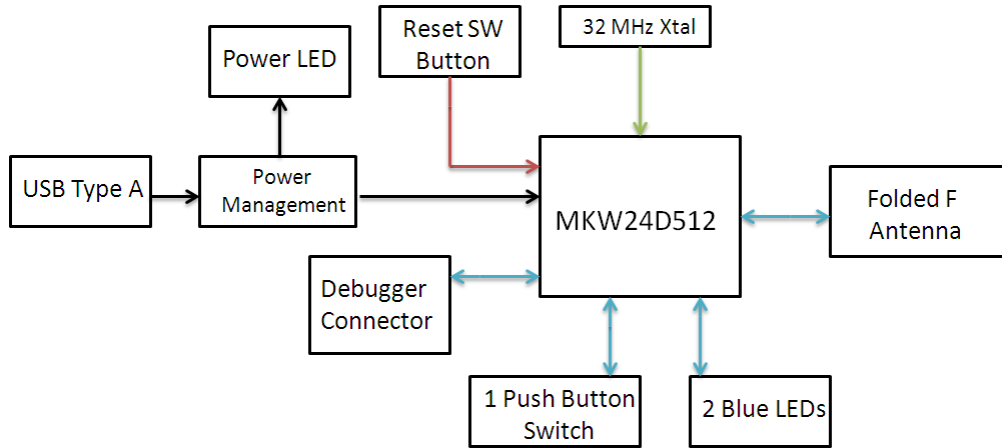 Reset SW
Button
32 MHz Xtal
Power LED
USB Type A
Power
Management
MKW24D512
Folded F
Antenna
Debugger
Connector
1 Push Button
Switch
2 Blue LEDs